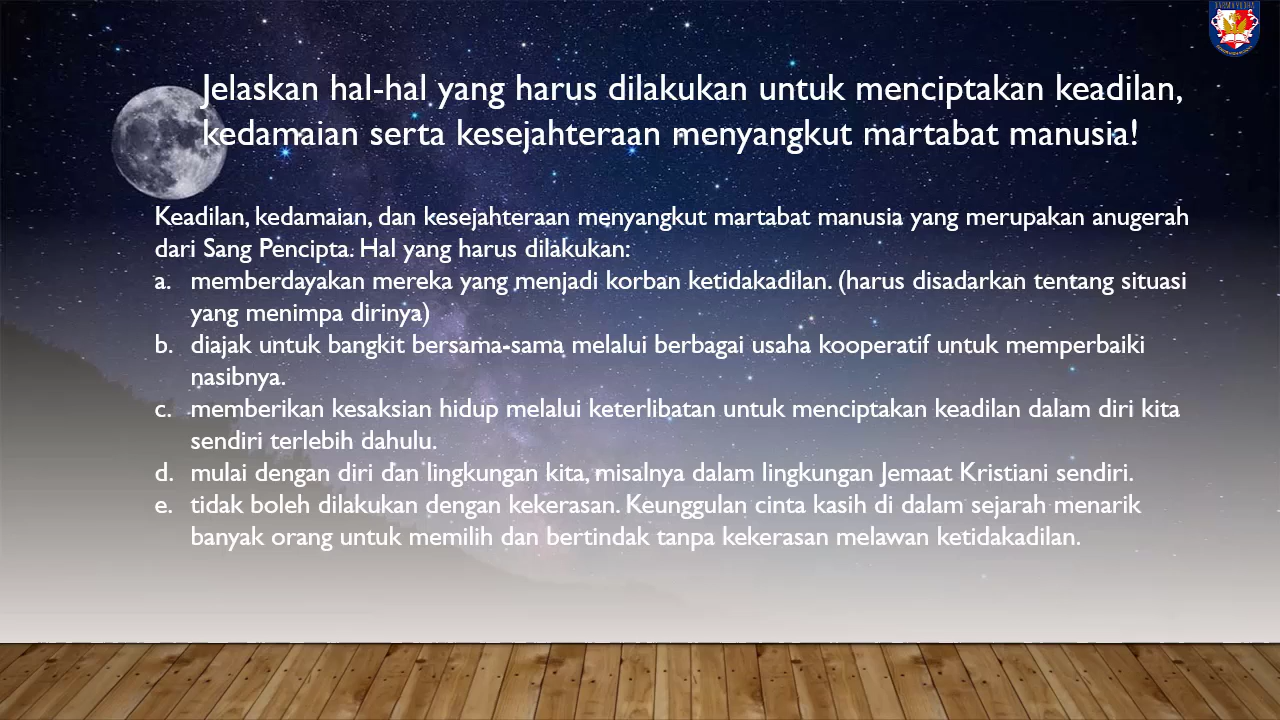 Jelaskan hal-hal yang harus dilakukan untuk menciptakan keadilan,
kedamaian serta kesejahteraan menyangkut martabat manusia!
Keadilan, kedamaian, dan kesejahteraan menyangkut martabat manusia yang merupakan anugerah
dari Sang Pencipta. Hal yang harus dilakukan:
a. memberdayakan mereka yang menjadi korban ketidakadilan. (harus disadarkan tentang situasi
yang menimpa dirinya)
b. diajak untuk bangkit bersama-sama melalui berbagai usaha kooperatif untuk memperbaiki
nasibnya.
c. memberikan kesaksian hidup melalui keterlibatan untuk menciptakan keadilan dalam diri kita
sendiri terlebih dahulu.
d. mulai dengan diri dan lingkungan kita, misalnya dalam lingkungan Jemaat Kristiani sendiri.
e. tidak boleh dilakukan dengan kekerasan. Keunggulan cinta kasih di dalam sejarah menarik
banyak orang untuk memilih dan bertindak tanpa kekerasan melawan ketidakadilan.